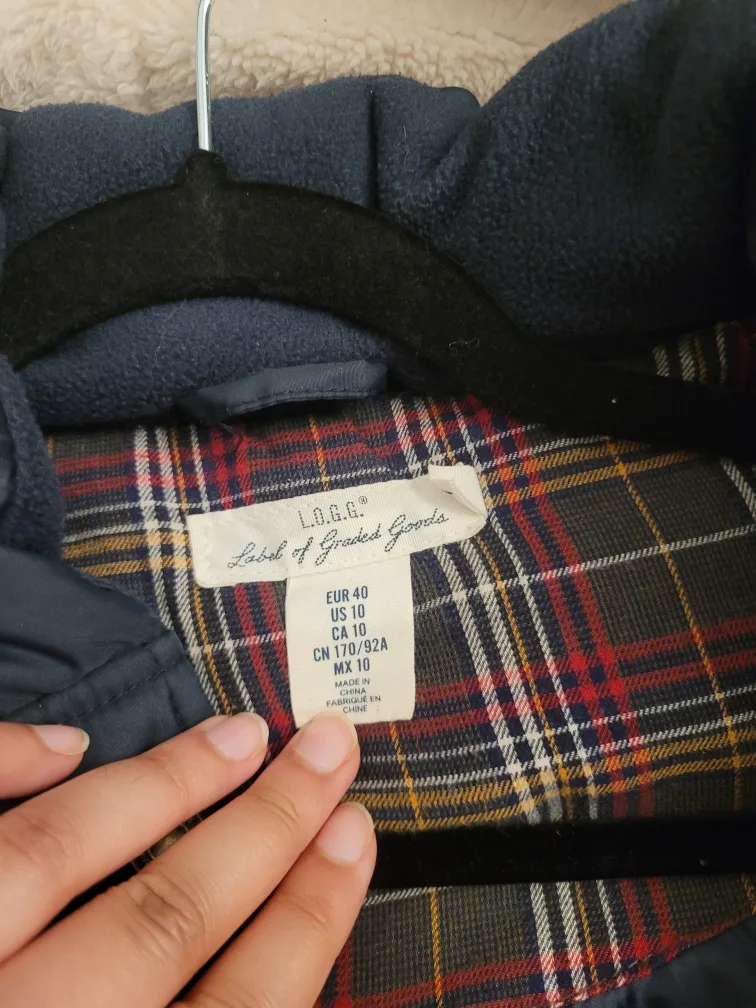 L.O.G.G.®
Label of Graded Goods
EUR 40
US 10
CA 10
CN 170/92A
MX 10
MADE IN
CHINA
FABRIQUÉ EN
CHINE